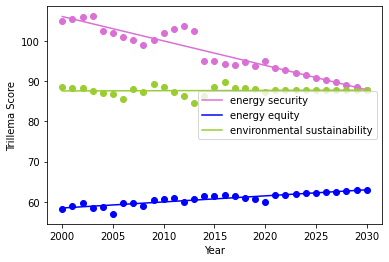 100
90
80
70
60
Trillema Score
energy security
energy equity
environmental sustainability
2000 2005 2010 2015 2020 2025 2030
Year